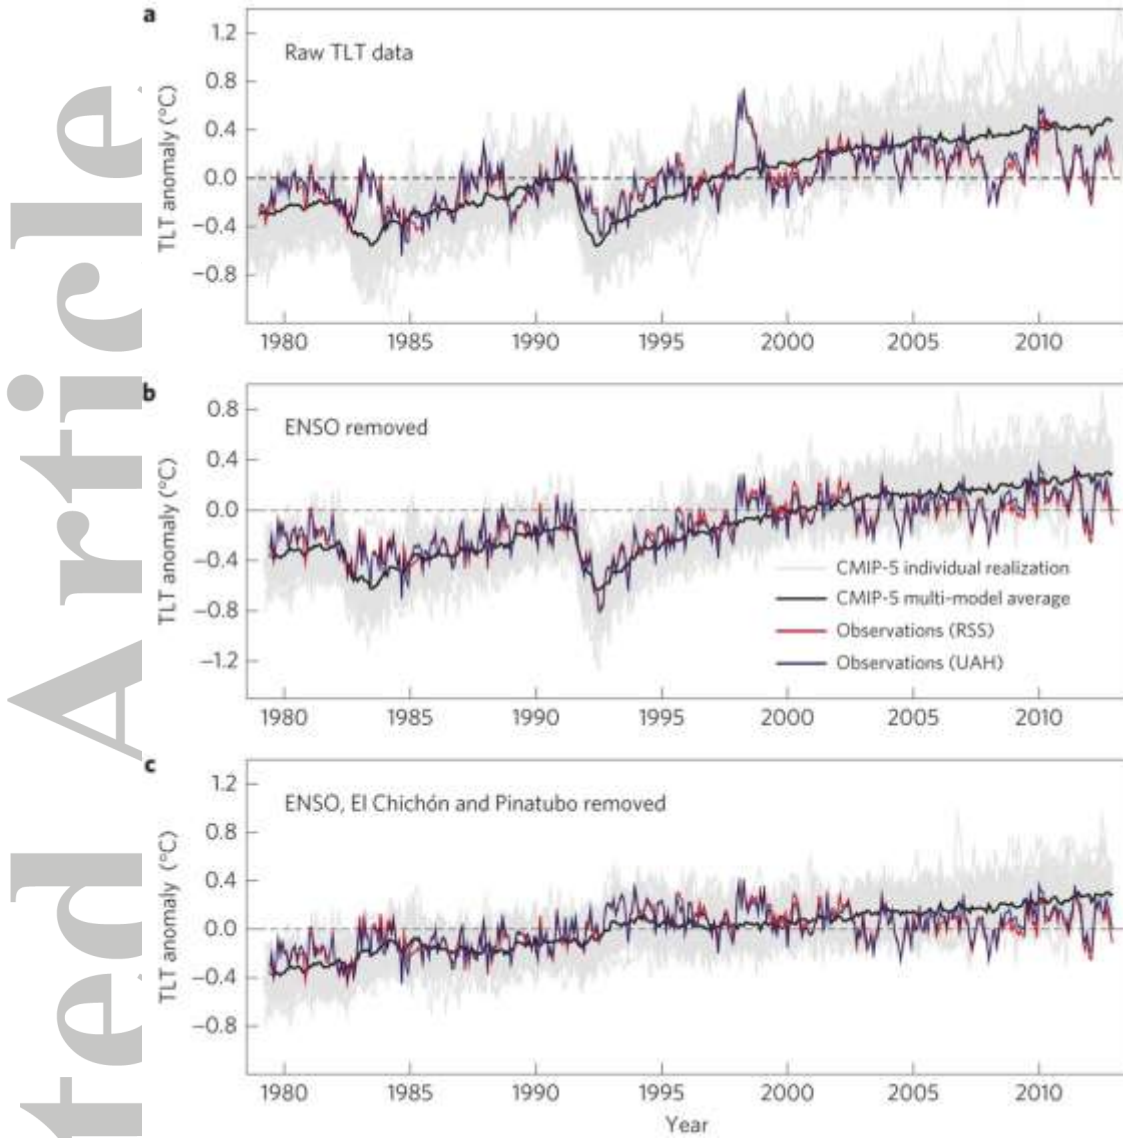 ted Article
a
Raw TLT data
TLT anomaly (°C)
1.2
0.8
0.4
0.0
−0.4
−0.8
1980 1985 1990 1995 2000 2005 2010
b
ENSO removed
TLT anomaly (°C)
0.8
0.4
0.0
−0.4
−0.8
−1.2
CMIP-5 individual realization
CMIP-5 multi-model average
Observations (RSS)
Observations (UAH)
1980 1985 1990 1995 2000 2005 2010
c
ENSO, El Chichón and Pinatubo removed
TLT anomaly (°C)
1.2
0.8
0.4
0.0
−0.4
−0.8
1980 1985 1990 1995 2000 2005 2010
Year